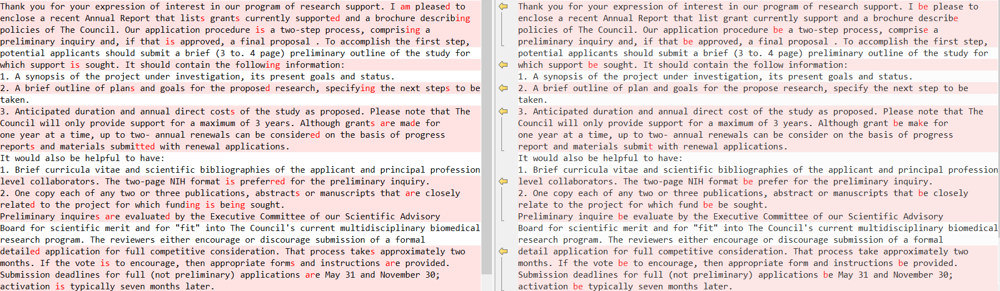 Thank you for your expression of interest in our program of research support. I am pleased to
enclose a recent Annual Report that lists grants currently supported and a brochure describing
policies of The Council. Our application procedure is a two-step process, comprising a
preliminary inquiry and, if that is approved, a final proposal . To accomplish the first step,
potential applicants should submit a brief (3 to. 4 page) preliminary outline of the study for
which support is sought. It should contain the following information:
1. A synopsis of the project under investigation, its present goals and status.
2. A brief outline of plans and goals for the proposed research, specifying the next steps to be
taken.
3. Anticipated duration and annual direct costs of the study as proposed. Please note that The
Council will only provide support for a maximum of 3 years. Although grants are made for
one year at a time, up to two- annual renewals can be considered on the basis of progress
reports and materials submitted with renewal applications.
It would also be helpful to have:
1. Brief curricula vitae and scientific bibliographies of the applicant and principal profession
level collaborators. The two-page NIH format is preferred for the preliminary inquiry.
2. One copy each of any two or three publications, abstracts or manuscripts that are closely
related to the project for which funding is being sought.
Preliminary inquires are evaluated by the Executive Committee of our Scientific Advisory
Board for scientific merit and for "fit" into The Council's current multidisciplinary biomedical
research program. The reviewers either encourage or discourage submission of a formal
detailed application for full competitive consideration. That process takes approximately two
months. If the vote is to encourage, then appropriate forms and instructions are provided.
Submission deadlines for full (not preliminary) applications are May 31 and November 30;
activation is typically seven months later.
Thank you for your expression of interest in our program of research support. I be please to
enclose a recent Annual Report that list grant currently support and a brochure describe
policies of The Council. Our application procedure be a two-step process, comprise a
preliminary inquiry and, if that be approved, a final proposal . To accomplish the first step,
potential applicants should submit a brief (3 to. 4 page) preliminary outline of the study for
which support be sought. It should contain the follow information:
1. A synopsis of the project under investigation, its present goals and status.
2. A brief outline of plan and goals for the propose research, specify the next step to be
taken.
3. Anticipated duration and annual direct cost of the study as proposed. Please note that The
Council will only provide support for a maximum of 3 years. Although grant be make for
one year at a time, up to two- annual renewals can be consider on the basis of progress
report and materials submit with renewal applications.
It would also be helpful to have:
1. Brief curricula vitae and scientific bibliographies of the applicant and principal profession
level collaborators. The two-page NIH format be prefer for the preliminary inquiry.
2. One copy each of any two or three publications, abstract or manuscripts that be closely
relate to the project for which fund be be sought.
Preliminary inquire be evaluate by the Executive Committee of our Scientific Advisory
Board for scientific merit and for "fit" into The Council's current multidisciplinary biomedical
research program. The reviewers either encourage or discourage submission of a formal
detail application for full competitive consideration. That process take approximately two
months. If the vote be to encourage, then appropriate form and instructions be provided.
Submission deadlines for full (not preliminary) applications be May 31 and November 30;
activation be typically seven months later.